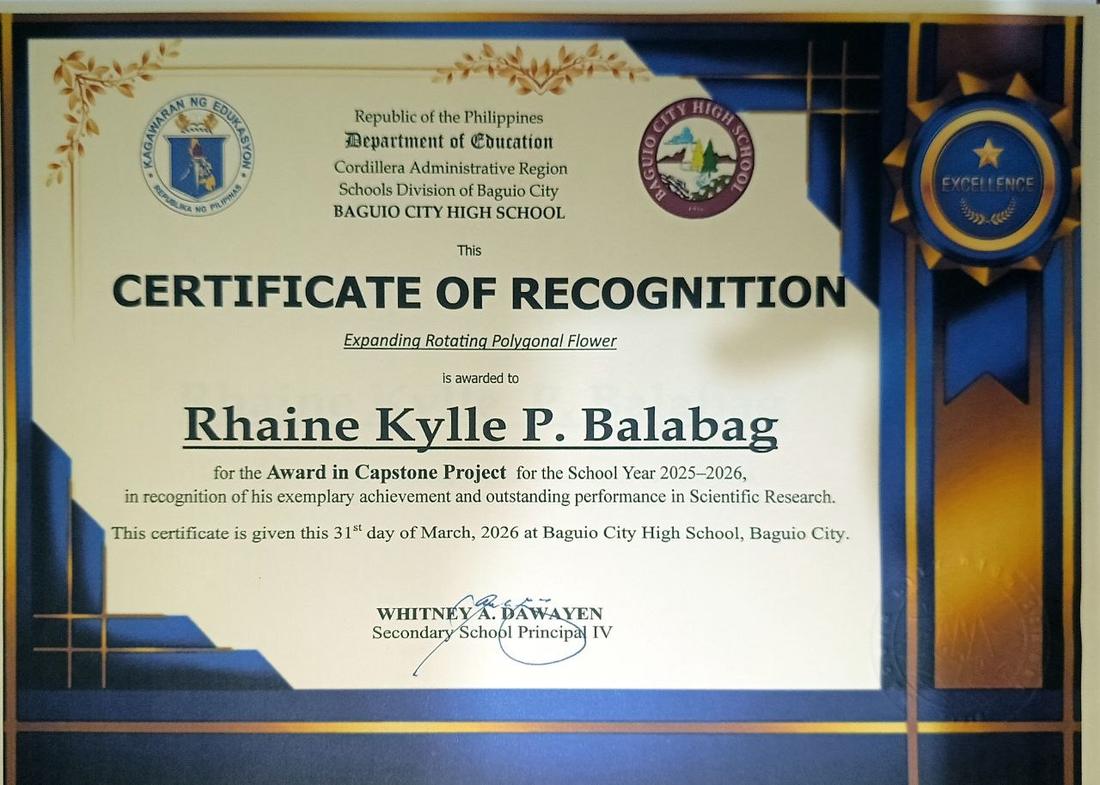 KAGAWARAN NG EDUKASYON
REPUBLIKA NG PILIPINAS
Republic of the Philippines
Department of Education
Cordillera Administrative Region
Schools Division of Baguio City
BAGUIO CITY HIGH SCHOOL
BAGUIO CITY HIGH SCHOOL
EXCELLENCE
This
CERTIFICATE OF RECOGNITION
Expanding Rotating Polygonal Flower
is awarded to
Rhaine Kylle P. Balabag
for the Award in Capstone Project for the School Year 2025–2026,
in recognition of his exemplary achievement and outstanding performance in Scientific Research.
This certificate is given this 31st day of March, 2026 at Baguio City High School, Baguio City.
WHITNEY A. DAWAYEN
Secondary School Principal IV